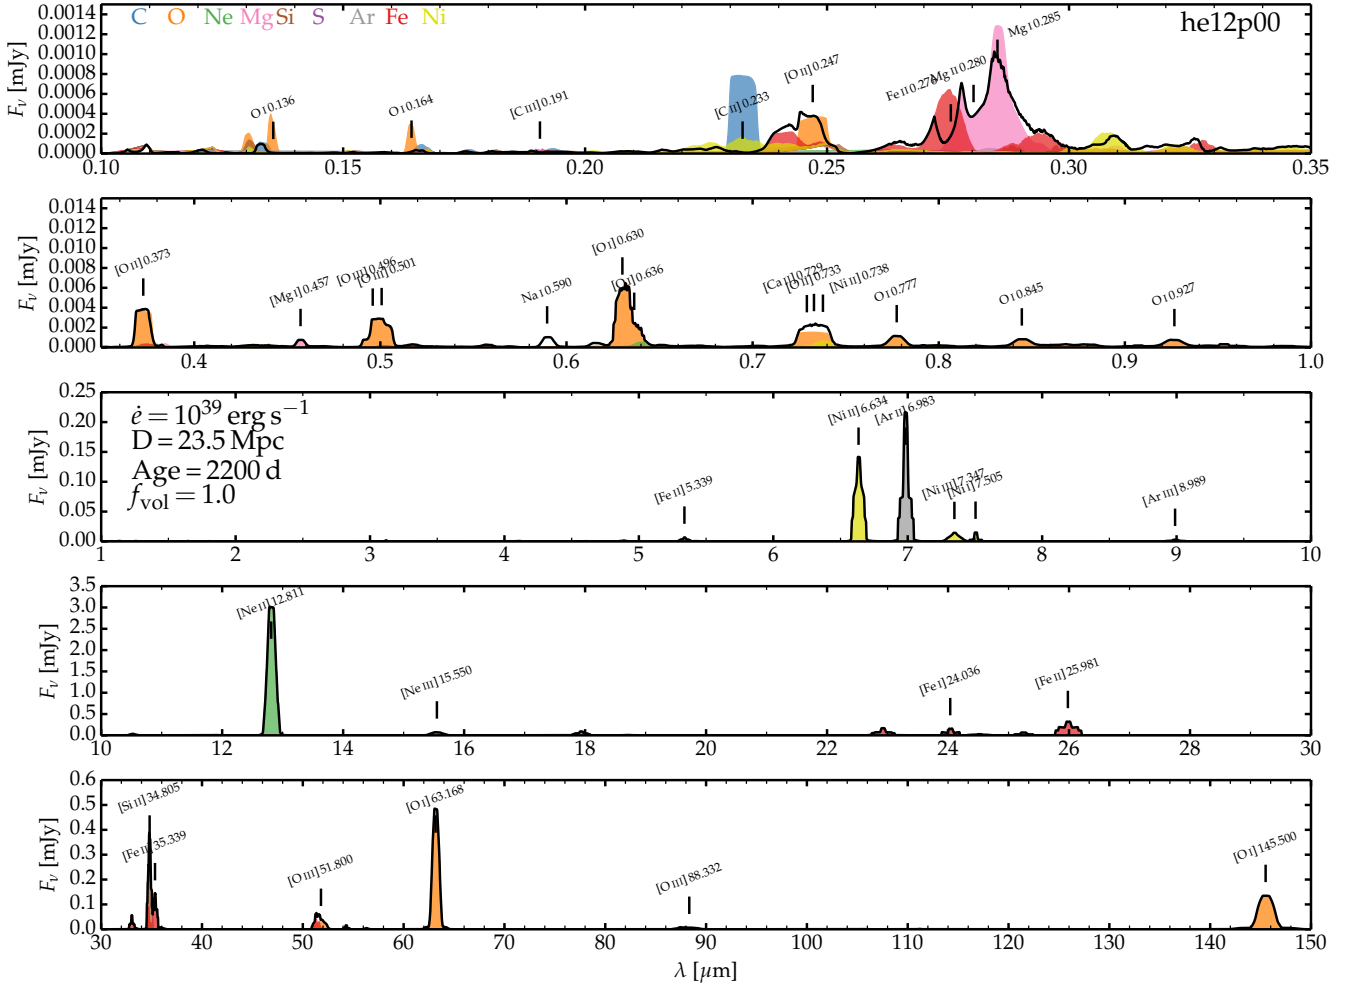 C O Ne Mg Si S Ar Fe Ni
he12p00
F_ν [mJy]
0.0014
0.0012
0.0010
0.0008
0.0006
0.0004
0.0002
0.0000
O I 0.136
O I 0.164
[C III] 0.191
[C II] 0.233
[O II] 0.247
Mg II 0.280
Mg I 0.285
0.10 0.15 0.20 0.25 0.30 0.35
F_ν [mJy]
0.014
0.012
0.010
0.008
0.006
0.004
0.002
0.000
[O II] 0.373
[Mg I] 0.457
[O III] 0.496
[O III] 0.501
Na I 0.590
[O I] 0.630
[O I] 0.636
[Ca II] 0.729
[O II] 0.733
[Ni II] 0.738
O I 0.777
O I 0.845
O I 0.927
0.4 0.5 0.6 0.7 0.8 0.9 1.0
F_ν [mJy]
0.25
0.20
0.15
0.10
0.05
0.00
ė = 10^39 erg s^−1
D = 23.5 Mpc
Age = 2200 d
f_vol = 1.0
[Fe II] 5.339
[Ni II] 6.634
[Ar II] 6.983
[Ni III] 7.347
[Ni I] 7.505
[Ar III] 8.989
1 2 3 4 5 6 7 8 9 10
F_ν [mJy]
3.5
3.0
2.5
2.0
1.5
1.0
0.5
0.0
[Ne II] 12.811
[Ne III] 15.550
[Fe I] 24.036
[Fe II] 25.981
10 12 14 16 18 20 22 24 26 28 30
F_ν [mJy]
0.6
0.5
0.4
0.3
0.2
0.1
0.0
[Si II] 34.805
[Fe II] 35.339
[O III] 51.800
[O I] 63.168
[O III] 88.332
[O I] 145.500
30 40 50 60 70 80 90 100 110 120 130 140 150
λ [μm]